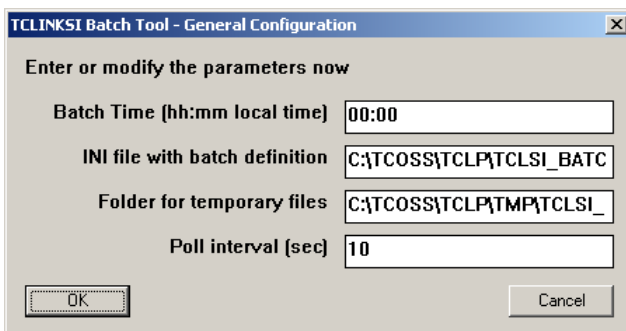 TCLINKSI Batch Tool - General Configuration
Enter or modify the parameters now
Batch Time (hh:mm local time) 00:00
INI file with batch definition C:\TCOSS\TCLP\TCLSI_BATC
Folder for temporary files C:\TCOSS\TCLP\TMP\TCLSI_
Poll interval (sec) 10
OK Cancel